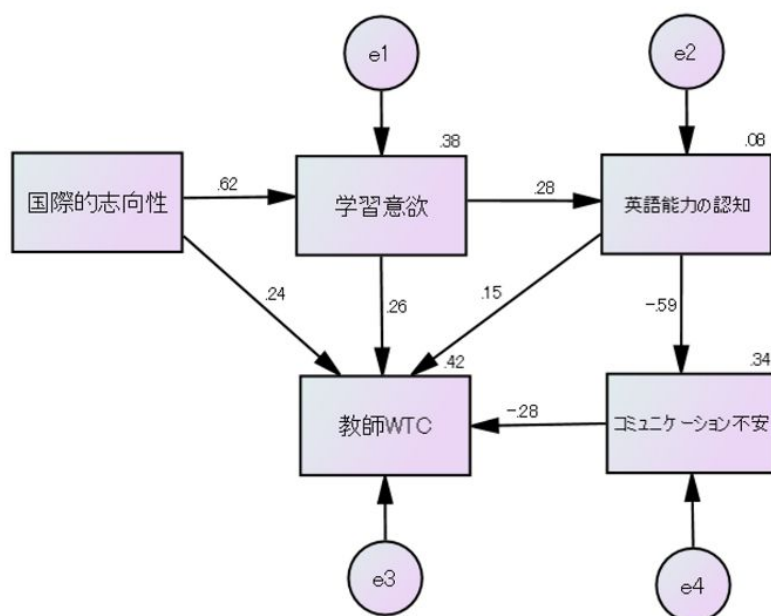 e1
e2
.38
.08
国際的志向性
.62
学習意欲
.28
英語能力の認知
.24
.26
.15
-.59
.42
.34
教師WTC
-.28
コミュニケーション不安
e3
e4